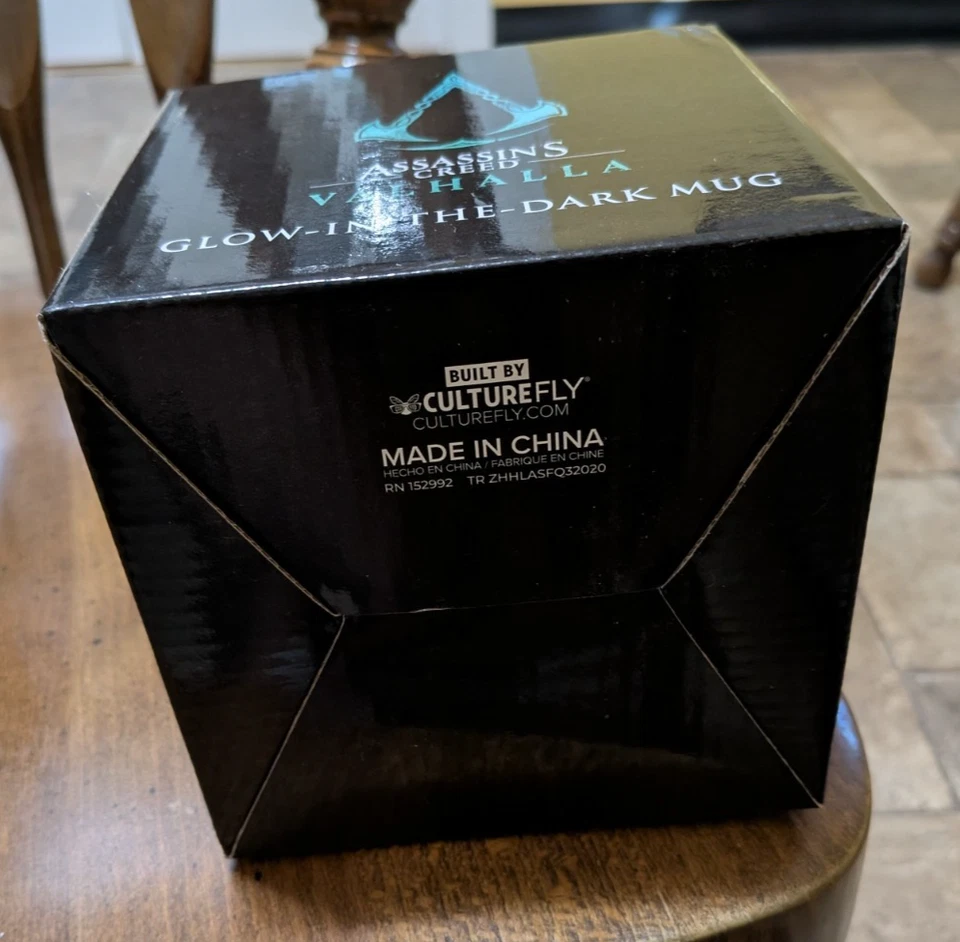 ASSASSIN'S
CREED
VALHALLA
GLOW-IN-THE-DARK MUG
BUILT BY
CULTUREFLY®
CULTUREFLY.COM
MADE IN CHINA
HECHO EN CHINA / FABRIQUE EN CHINE
RN 152992 TR ZHHLASFQ32020